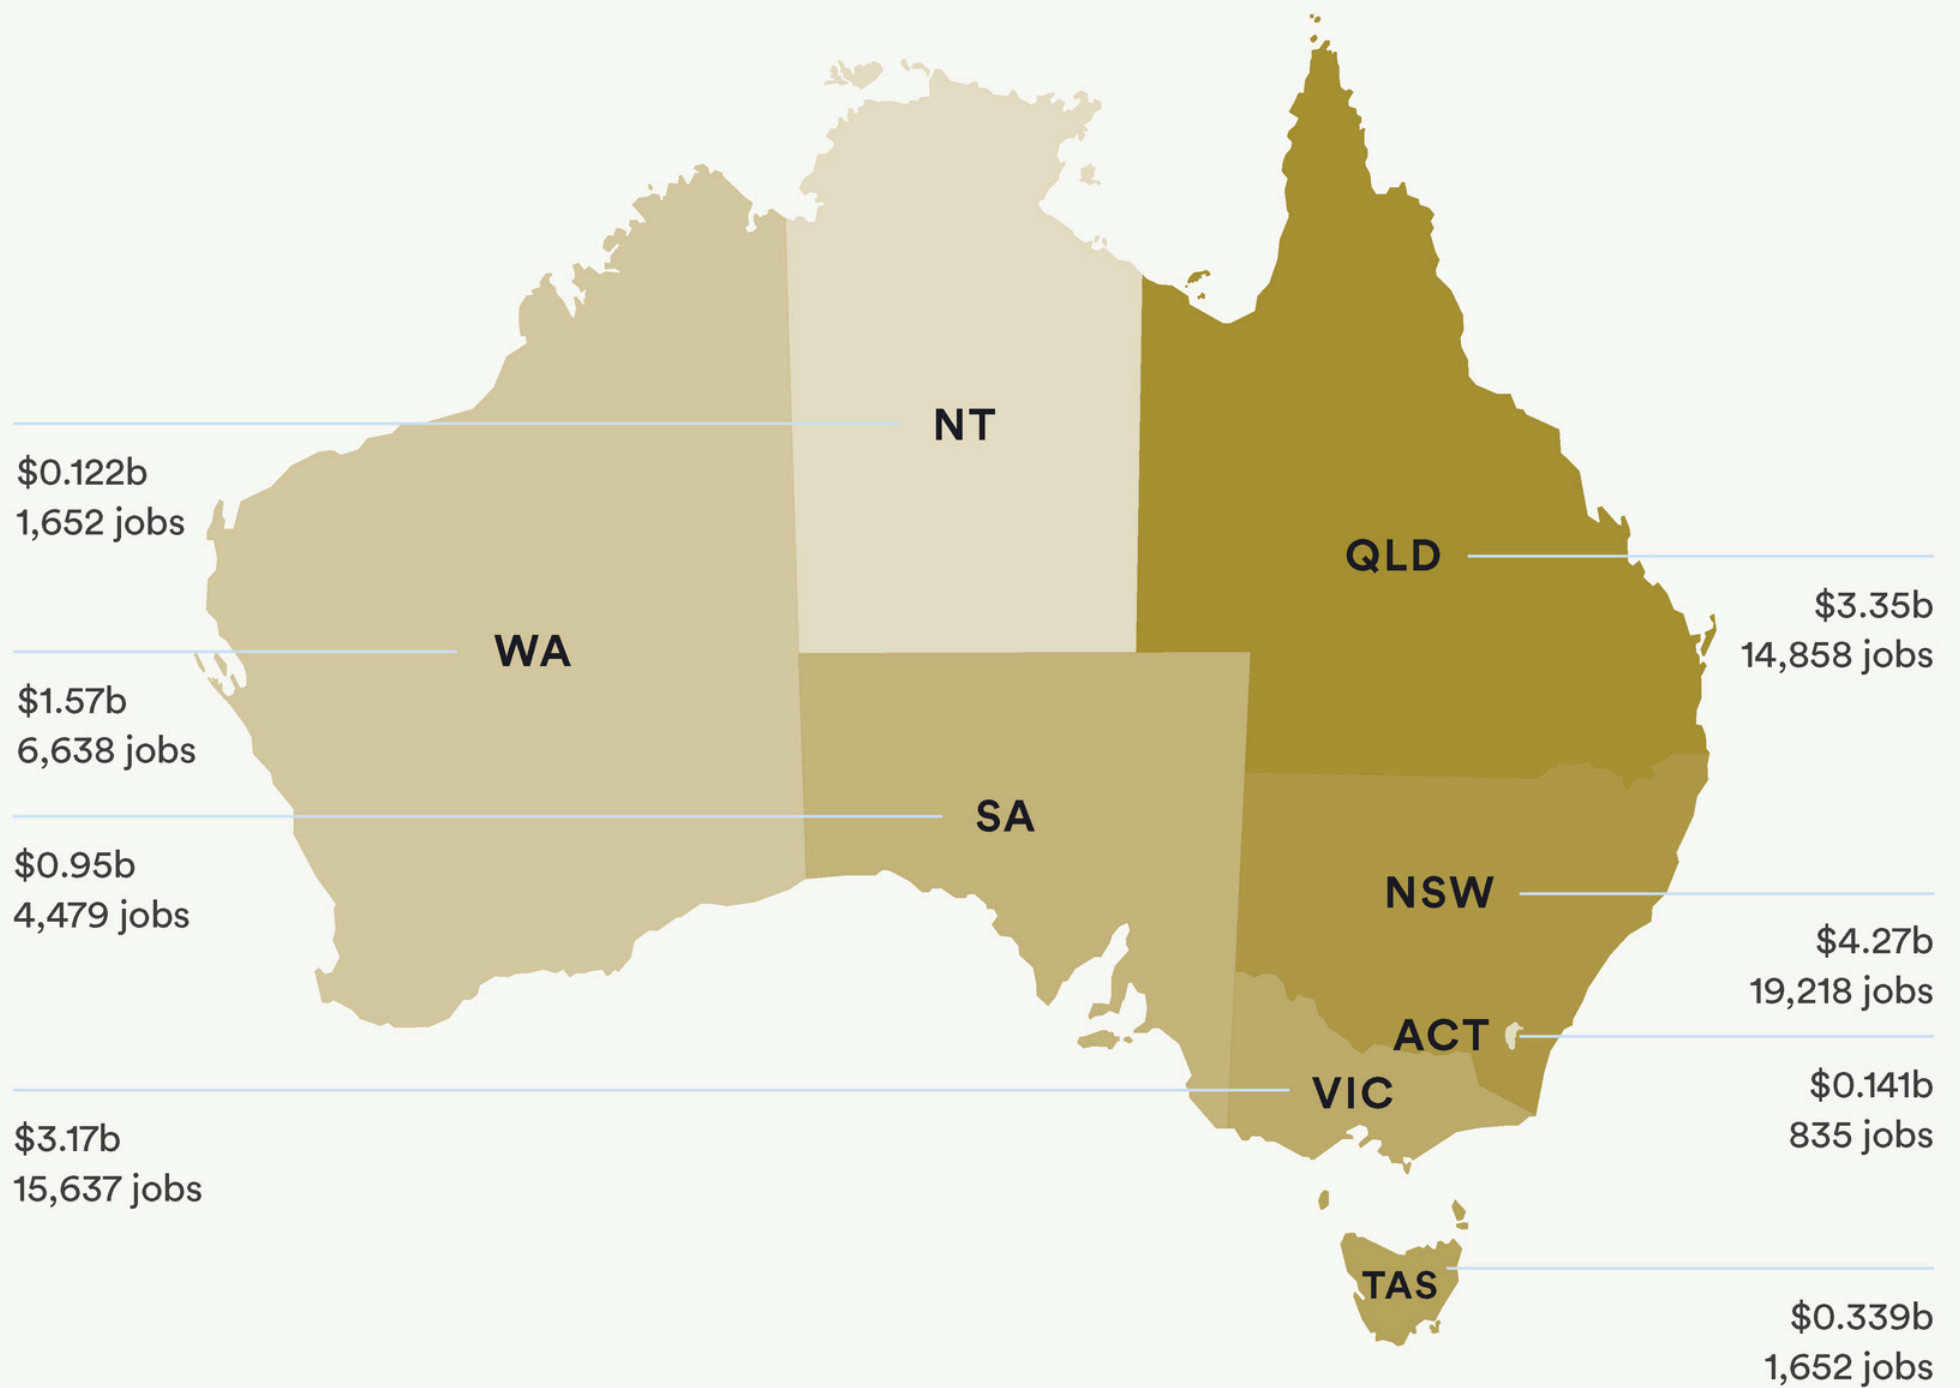 NT
$0.122b
1,652 jobs
QLD
$3.35b
14,858 jobs
WA
$1.57b
6,638 jobs
SA
$0.95b
4,479 jobs
NSW
$4.27b
19,218 jobs
ACT
$0.141b
835 jobs
VIC
$3.17b
15,637 jobs
TAS
$0.339b
1,652 jobs